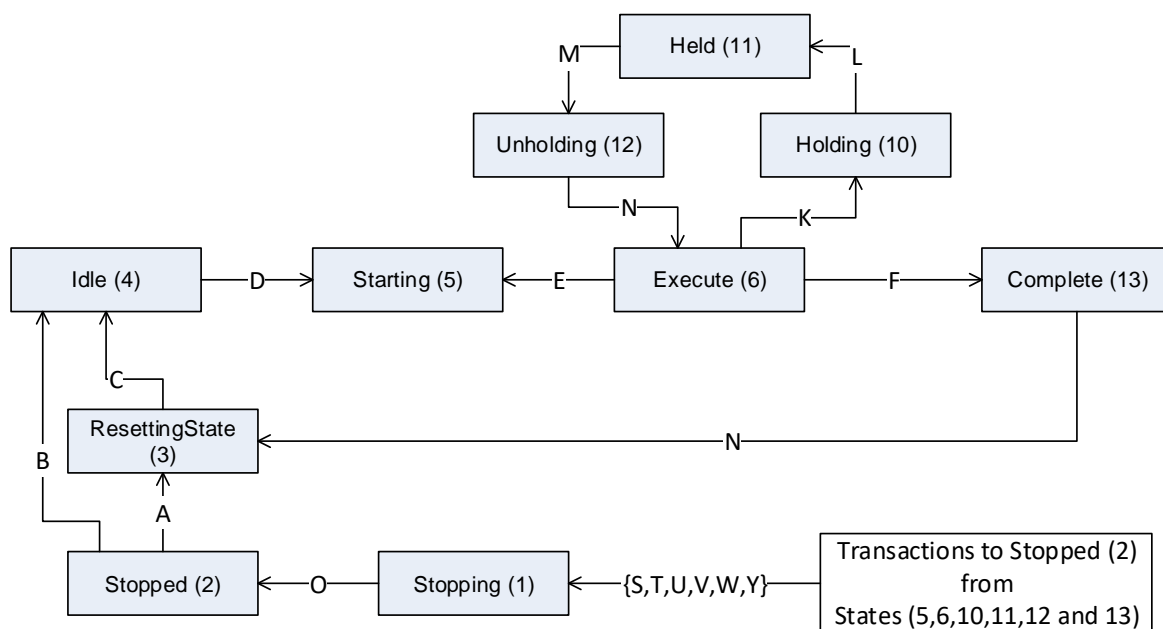 Held (11)
M
L
Unholding (12)
Holding (10)
N
K
Idle (4)
D
Starting (5)
E
Execute (6)
F
Complete (13)
C
ResettingState
(3)
N
B
A
Stopped (2)
O
Stopping (1)
{S,T,U,V,W,Y}
Transactions to Stopped (2)
from
States (5,6,10,11,12 and 13)